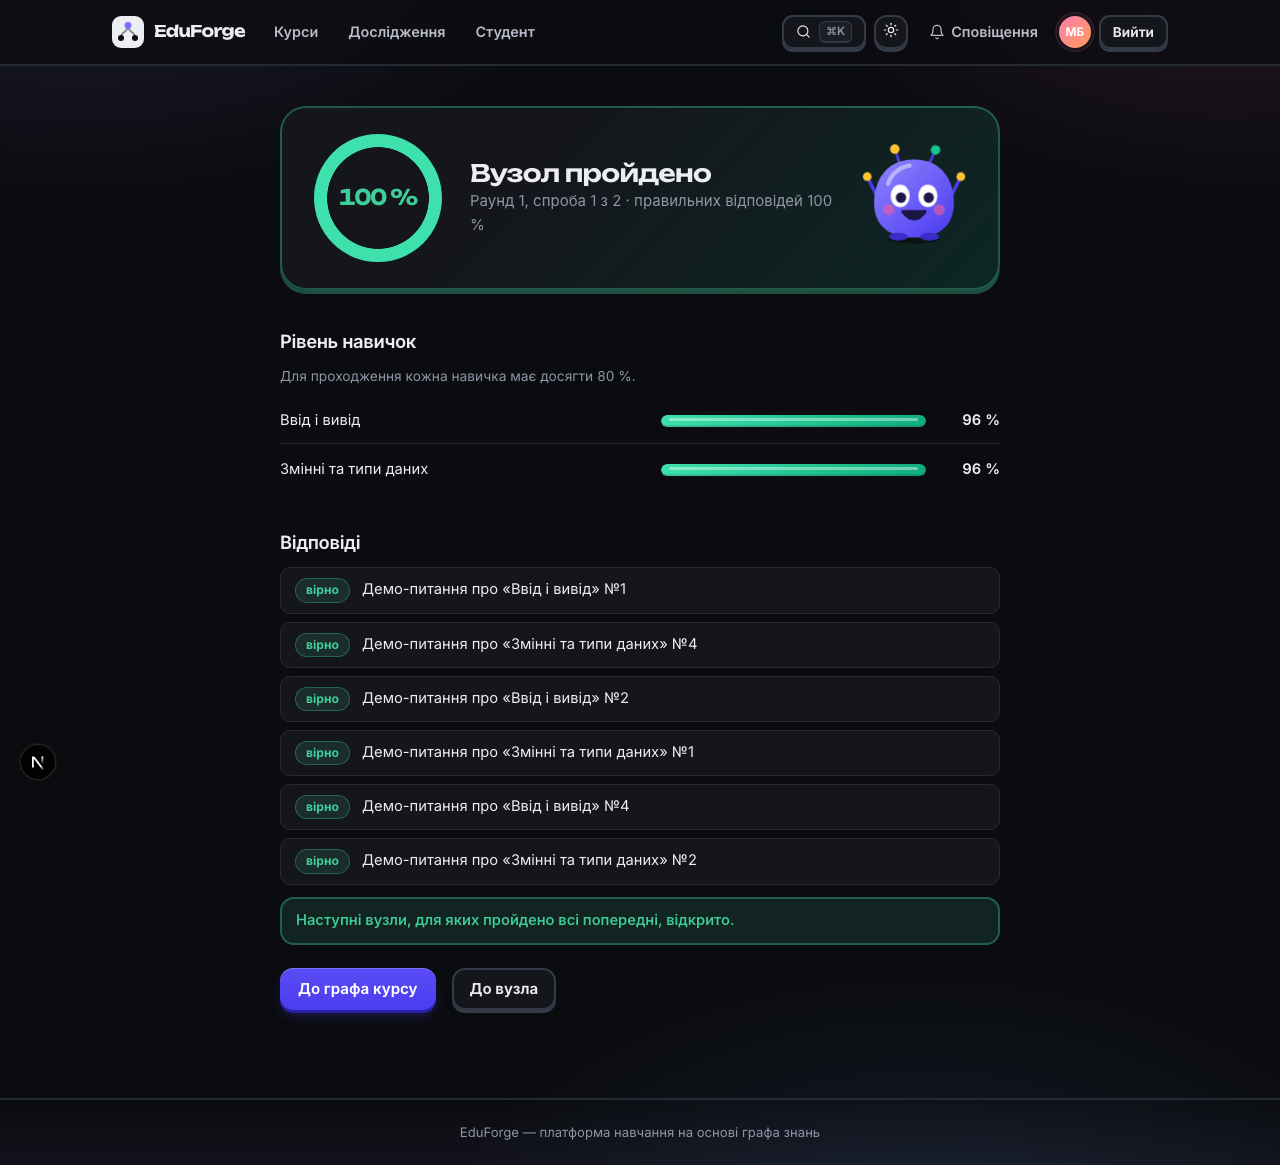 EduForge
Курси
Дослідження
Студент
⌘K
Сповіщення
МБ
Вийти
100 %
Вузол пройдено
Раунд 1, спроба 1 з 2 · правильних відповідей 100
%
Рівень навичок
Для проходження кожна навичка має досягти 80 %.
Ввід і вивід
96 %
Змінні та типи даних
96 %
Відповіді
вірно Демо-питання про «Ввід і вивід» №1
вірно Демо-питання про «Змінні та типи даних» №4
вірно Демо-питання про «Ввід і вивід» №2
вірно Демо-питання про «Змінні та типи даних» №1
вірно Демо-питання про «Ввід і вивід» №4
вірно Демо-питання про «Змінні та типи даних» №2
Наступні вузли, для яких пройдено всі попередні, відкрито.
До графа курсу
До вузла
EduForge — платформа навчання на основі графа знань